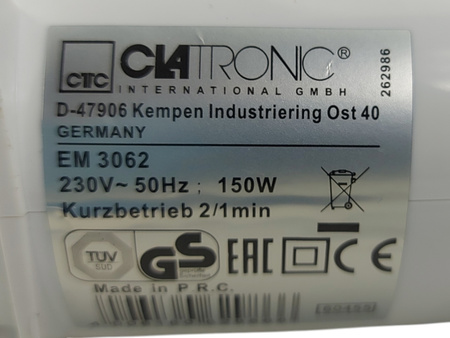 CTC CLATRONIC®
INTERNATIONAL GMBH
262986
D-47906 Kempen Industriering Ost 40
GERMANY
EM 3062
230V~ 50Hz ; 150W
Kurzbetrieb 2/1min
TÜV SÜD GS EAC CE
Made in P.R.C.